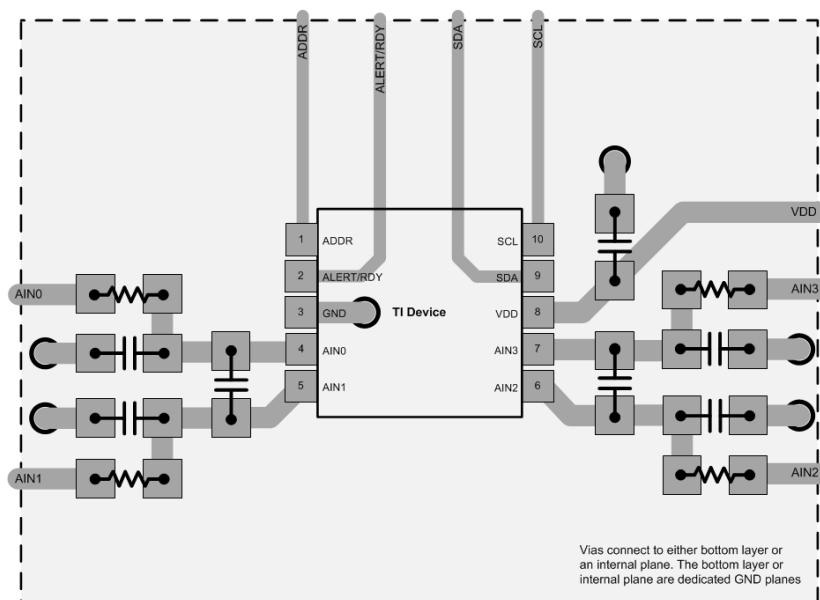 ADDR
ALERT/RDY
SDA
SCL
VDD
1 ADDR
SCL 10
2 ALERT/RDY
SDA 9
3 GND
TI Device
VDD 8
4 AIN0
AIN3 7
5 AIN1
AIN2 6
AIN0
AIN3
AIN1
AIN2
Vias connect to either bottom layer or
an internal plane. The bottom layer or
internal plane are dedicated GND planes